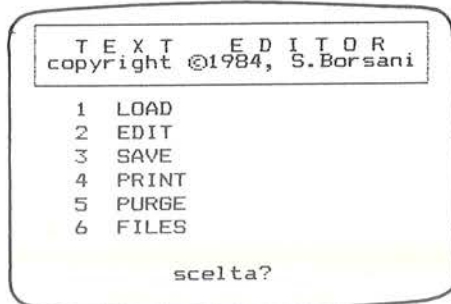 T E X T   E D I T O R
copyright ©1984, S.Borsani
1 LOAD
2 EDIT
3 SAVE
4 PRINT
5 PURGE
6 FILES
scelta?